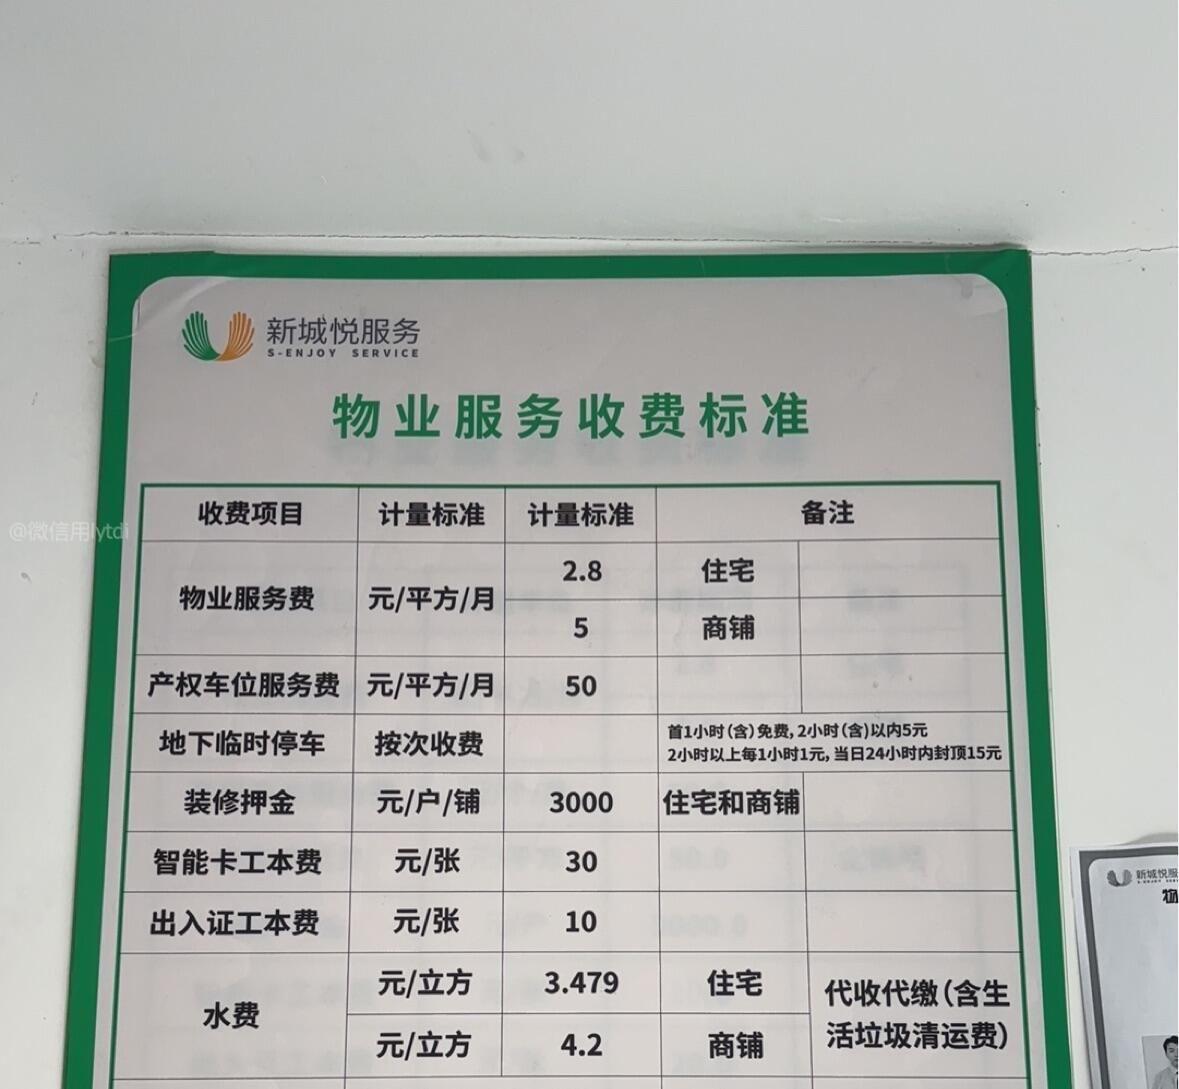 新城悦服务
S-ENJOY SERVICE
物业服务收费标准
收费项目 计量标准 计量标准 备注
物业服务费 元/平方/月 2.8 住宅
5 商铺
产权车位服务费 元/平方/月 50
地下临时停车 按次收费 首1小时(含)免费,2小时(含)以内5元
2小时以上每1小时1元,当日24小时内封顶15元
装修押金 元/户/铺 3000 住宅和商铺
智能卡工本费 元/张 30
出入证工本费 元/张 10
水费 元/立方 3.479 住宅 代收代缴(含生
活垃圾清运费)
元/立方 4.2 商铺
@微信用lytdi
新城悦服
物